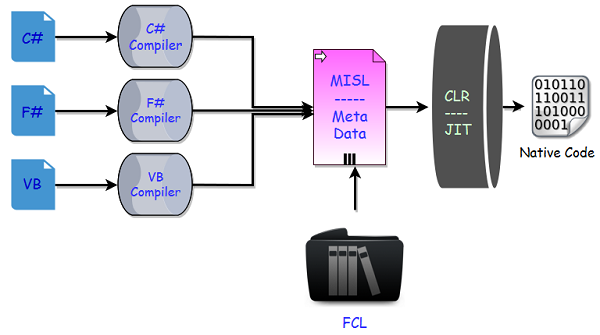 C#
C#
Compiler
F#
F#
Compiler
VB
VB
Compiler
MISL
-----
Meta
Data
CLR
----
JIT
010110
110011
101000
0001
Native Code
FCL